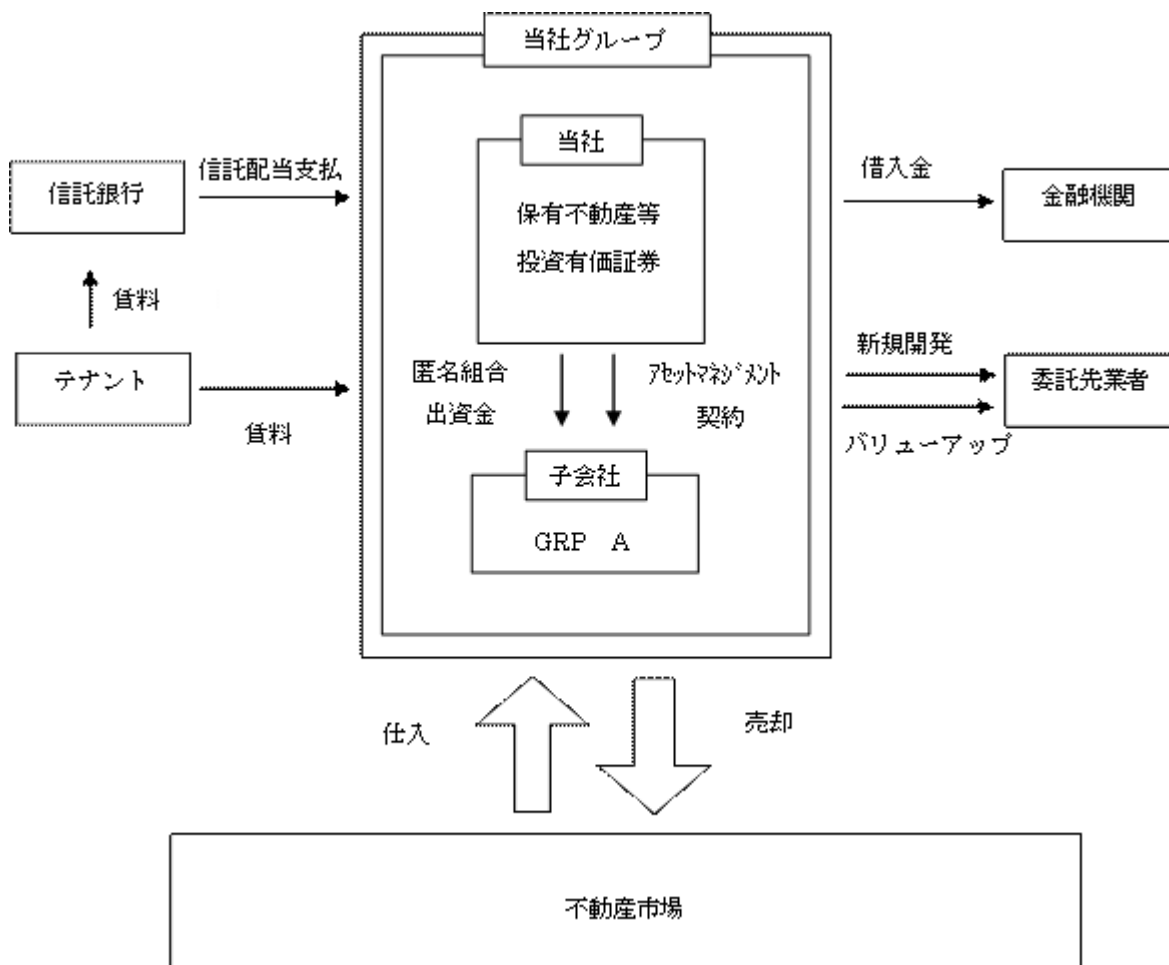 当社グループ
当社
信託配当支払
借入金
信託銀行
金融機関
保有不動産等
投資有価証券
賃料
新規開発
テナント
匿名組合
出資金
アセットマネジメント
契約
委託先業者
賃料
バリューアップ
子会社
GRP A
仕入
売却
不動産市場